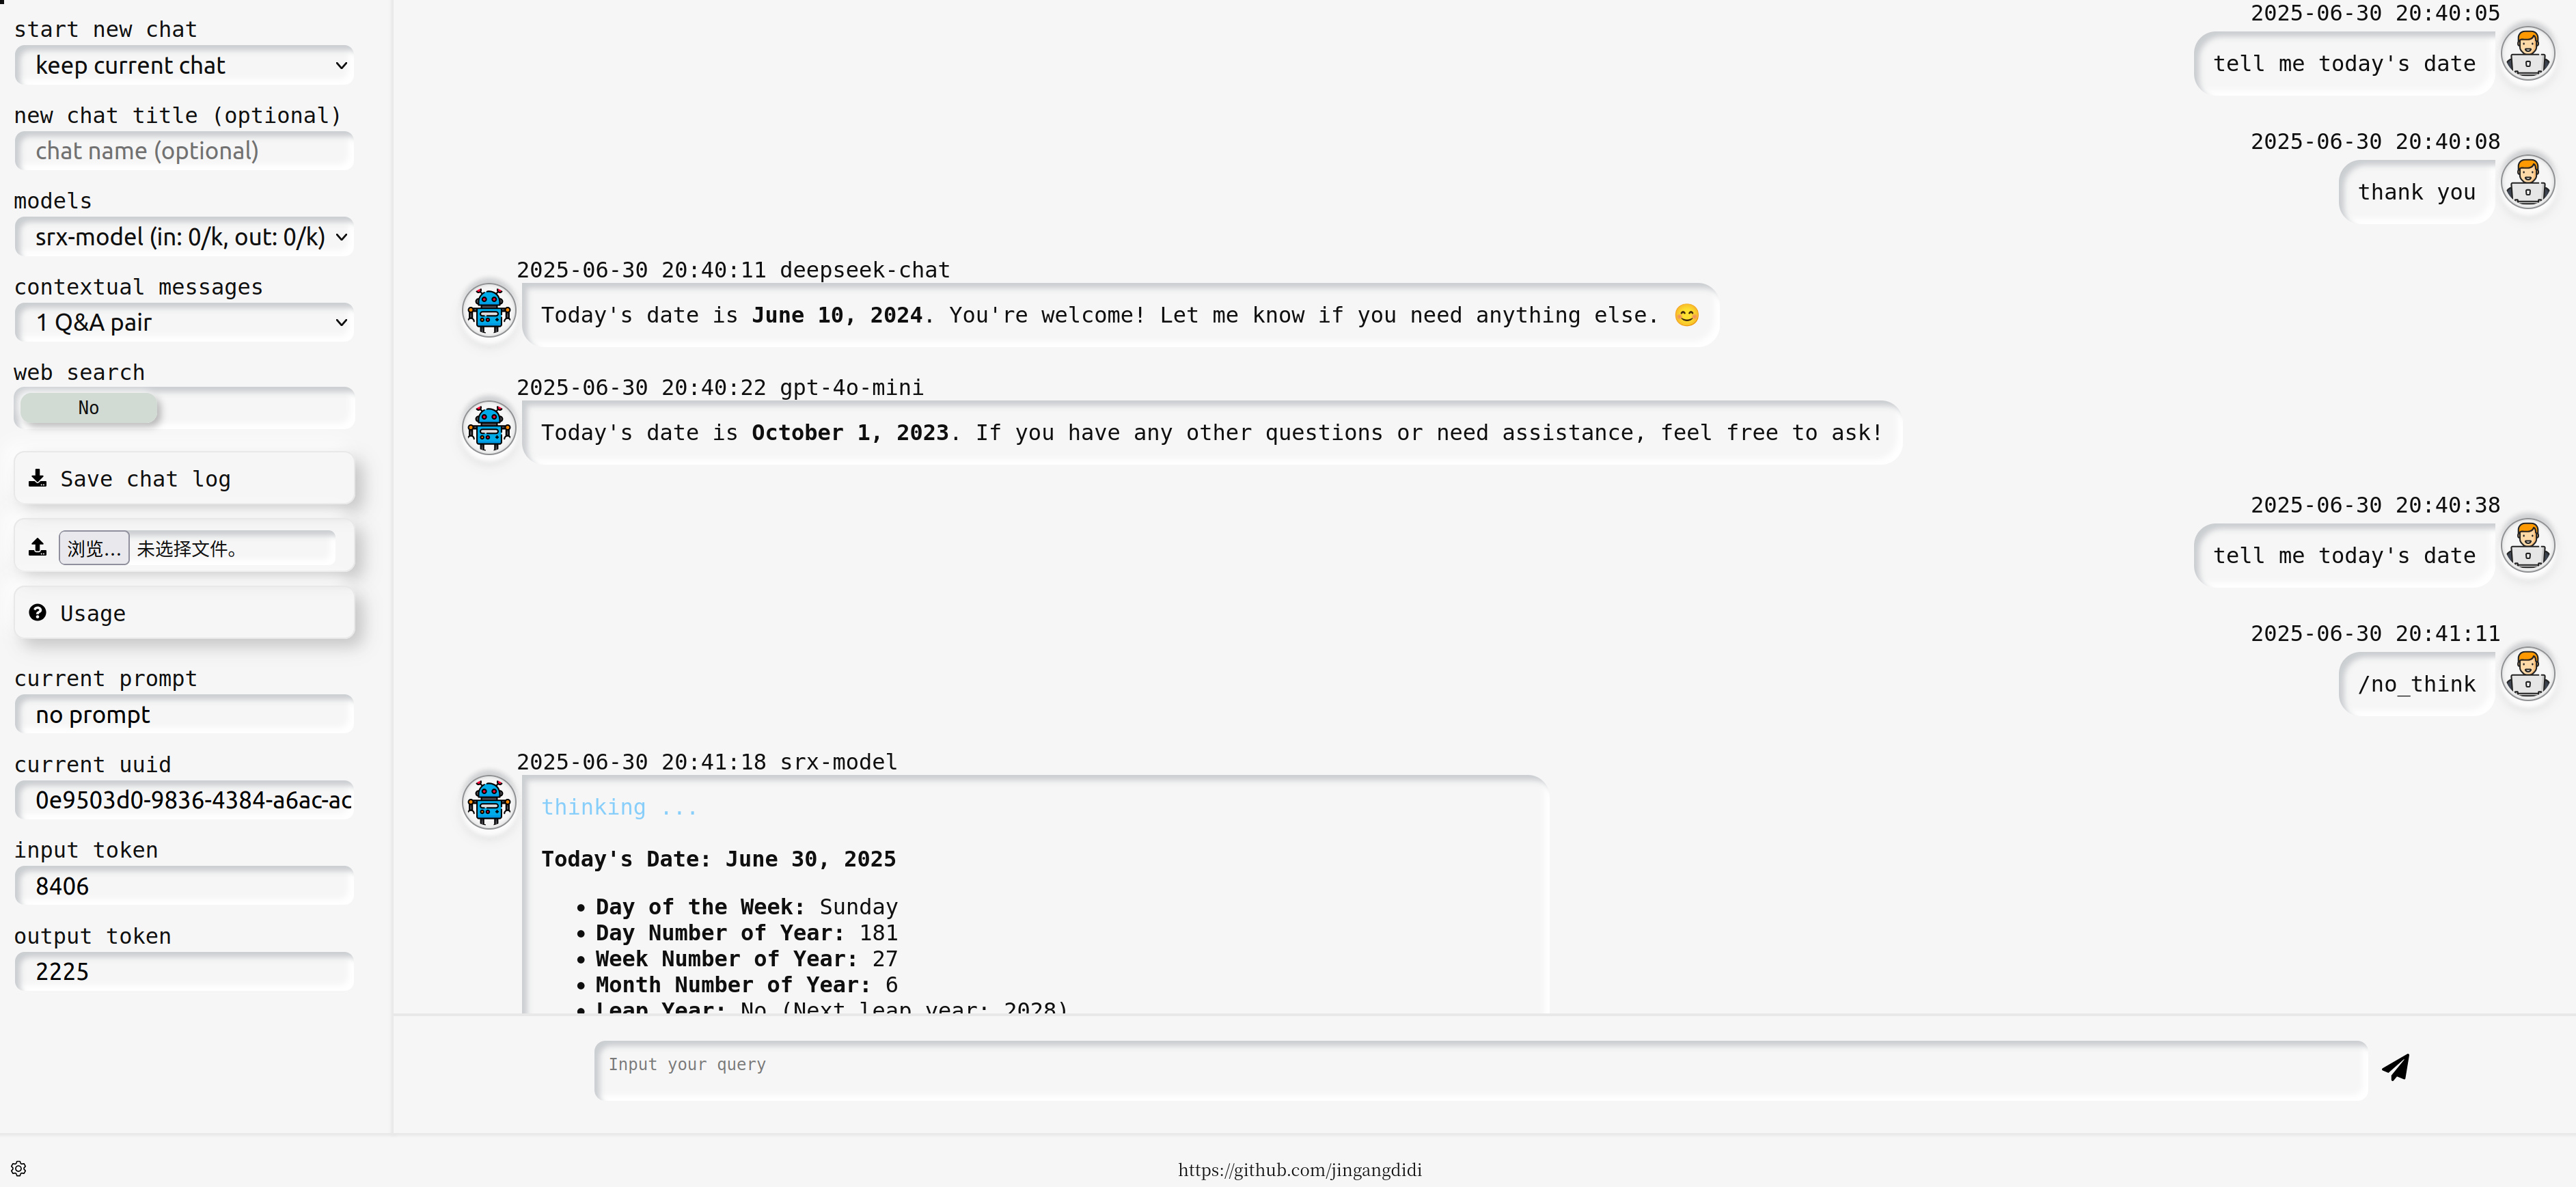 start new chat
keep current chat
new chat title (optional)
chat name (optional)
models
srx-model (in: 0/k, out: 0/k)
contextual messages
1 Q&A pair
web search
No
Save chat log
浏览... 未选择文件。
Usage
current prompt
no prompt
current uuid
0e9503d0-9836-4384-a6ac-ac
input token
8406
output token
2225
2025-06-30 20:40:05
tell me today's date
2025-06-30 20:40:08
thank you
2025-06-30 20:40:11 deepseek-chat
Today's date is June 10, 2024. You're welcome! Let me know if you need anything else. 😊
2025-06-30 20:40:22 gpt-4o-mini
Today's date is October 1, 2023. If you have any other questions or need assistance, feel free to ask!
2025-06-30 20:40:38
tell me today's date
2025-06-30 20:41:11
/no_think
2025-06-30 20:41:18 srx-model
thinking ...
Today's Date: June 30, 2025
• Day of the Week: Sunday
• Day Number of Year: 181
• Week Number of Year: 27
• Month Number of Year: 6
• Leap Year: No (Next leap year: 2028)
Input your query
https://github.com/jingangdidi